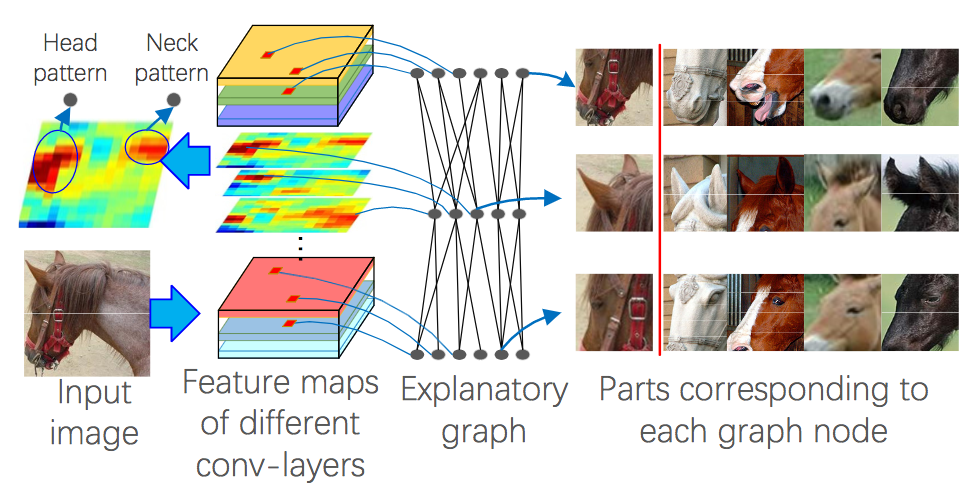 Head
pattern
Neck
pattern
Input
image
Feature maps
of different
conv-layers
Explanatory
graph
Parts corresponding to
each graph node